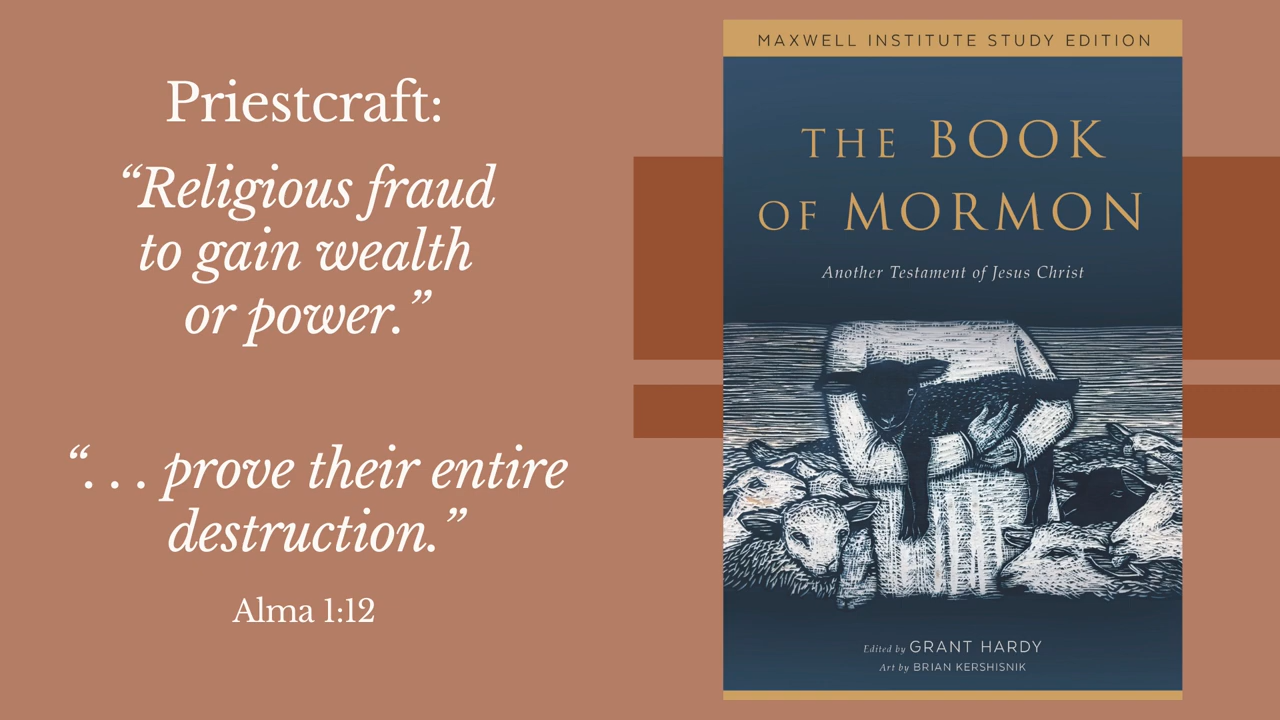 Priestcraft:
“Religious fraud
to gain wealth
or power.”
“. . . prove their entire
destruction.”
Alma 1:12
MAXWELL INSTITUTE STUDY EDITION
THE BOOK
OF MORMON
Another Testament of Jesus Christ
Edited by GRANT HARDY
Art by BRIAN KERSHISNIK